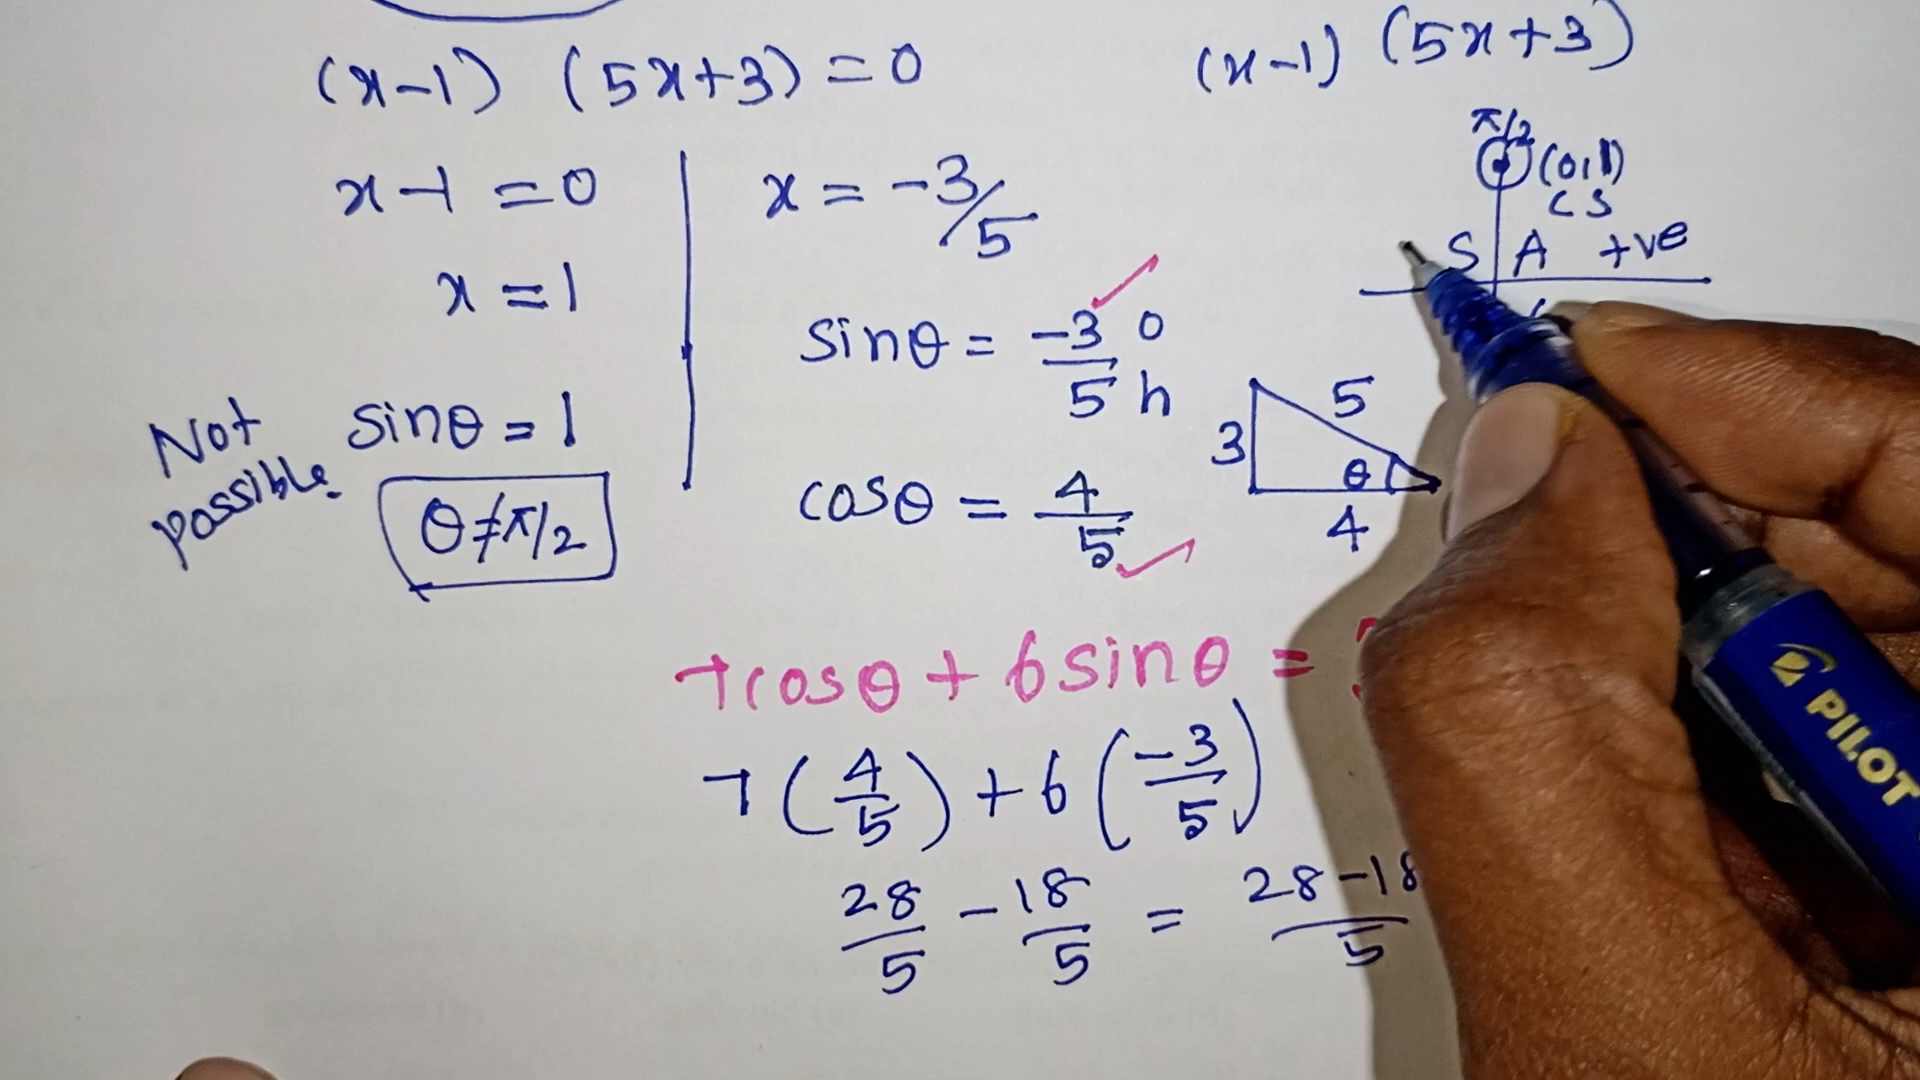 (x-1) (5x+3) = 0
x-1 = 0
x = 1
Not possible. sinθ = 1
θ ≠ π/2
x = -3/5
sinθ = -3/5 o h
cosθ = 4/5
(x-1) (5x+3)
π/2
(0,1)
c s
S A +ve
5
3
θ
4
7cosθ + 6sinθ =
7(4/5) + 6(-3/5)
28/5 - 18/5 = 28-18/5
PILOT